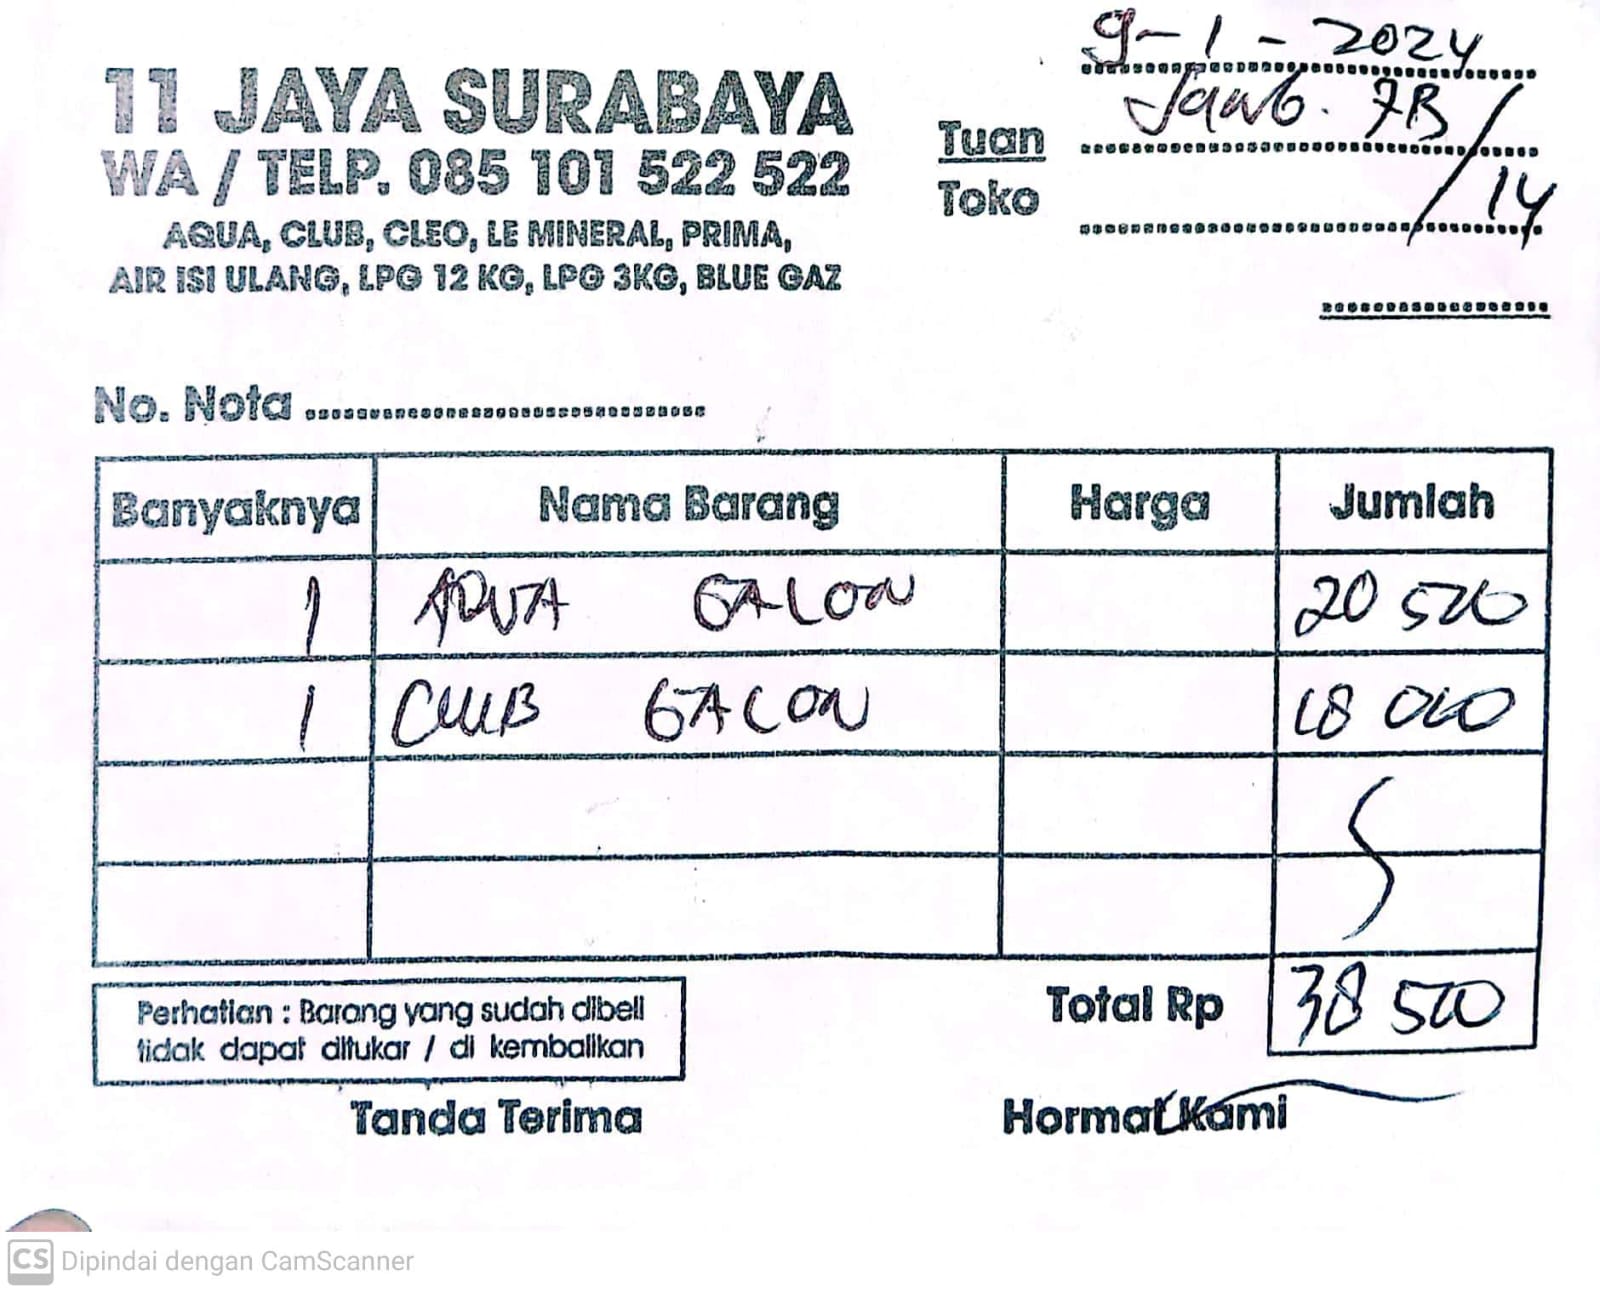 9-1-2024
11 JAYA SURABAYA
WA / TELP. 085 101 522 522
AQUA, CLUB, CLEO, LE MINERAL, PRIMA,
AIR ISI ULANG, LPG 12 KG, LPG 3KG, BLUE GAZ
Tuan 7B/14
Toko
No. Nota
Banyaknya Nama Barang Harga Jumlah
1 AQUA GALON 20 500
1 CLUB GALON 18 000
Total Rp 38 500
Perhatian : Barang yang sudah dibeli
tidak dapat ditukar / di kembalikan
Tanda Terima Hormat Kami
CS Dipindai dengan CamScanner